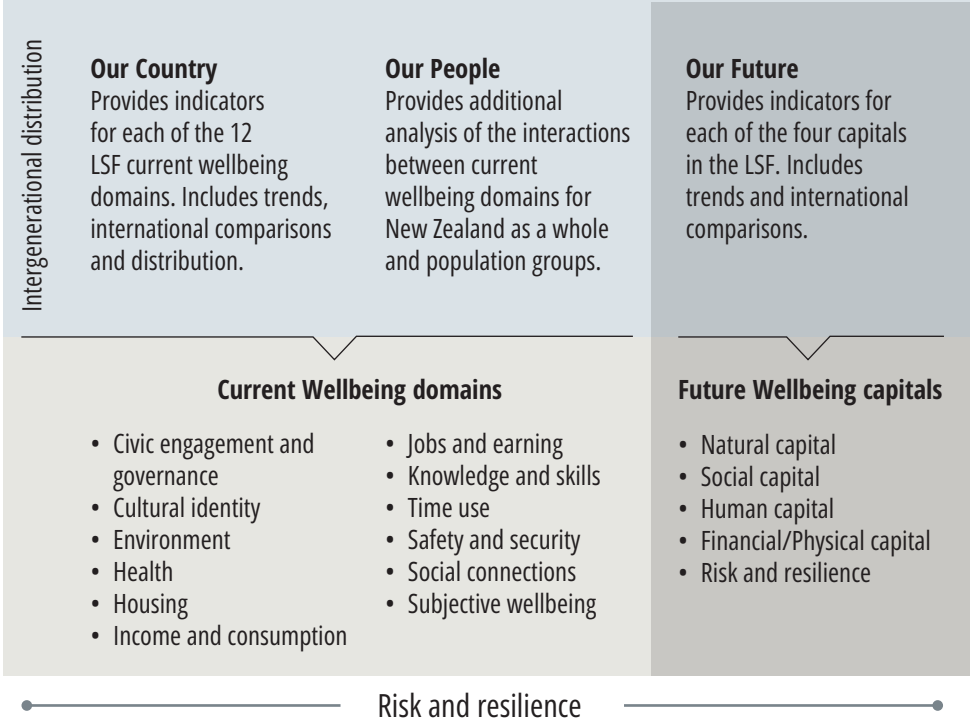 Intergenerational distribution
Our Country
Provides indicators
for each of the 12
LSF current wellbeing
domains. Includes trends,
international comparisons
and distribution.
Our People
Provides additional
analysis of the interactions
between current
wellbeing domains for
New Zealand as a whole
and population groups.
Our Future
Provides indicators for
each of the four capitals
in the LSF. Includes
trends and international
comparisons.
Current Wellbeing domains
• Civic engagement and
governance
• Cultural identity
• Environment
• Health
• Housing
• Income and consumption
• Jobs and earning
• Knowledge and skills
• Time use
• Safety and security
• Social connections
• Subjective wellbeing
Future Wellbeing capitals
• Natural capital
• Social capital
• Human capital
• Financial/Physical capital
• Risk and resilience
Risk and resilience